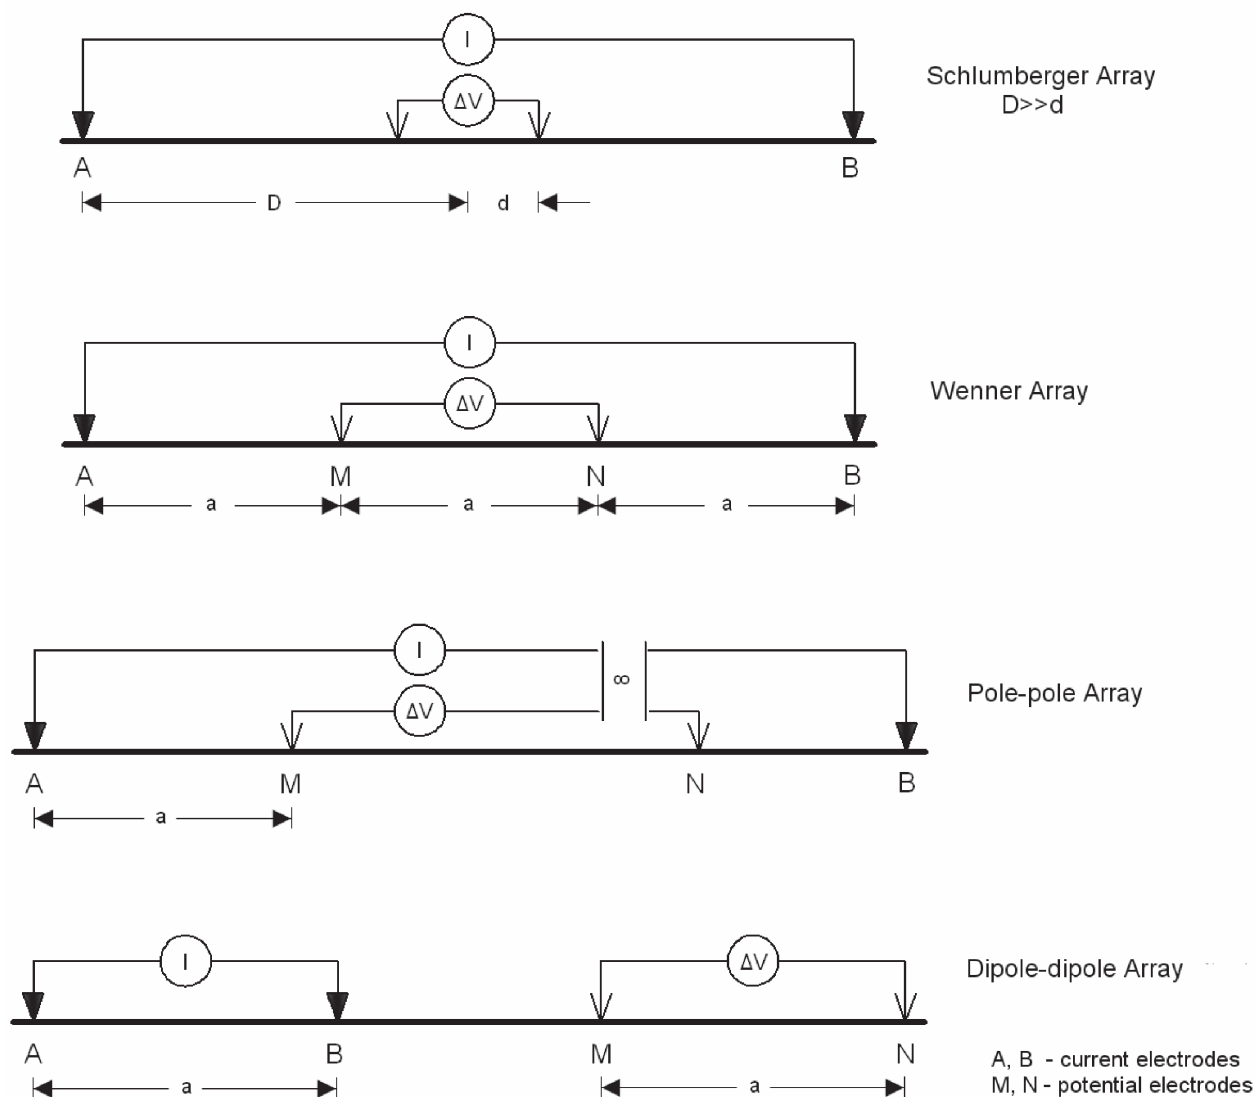 I
ΔV
Schlumberger Array
D>>d
A
B
D
d
I
ΔV
Wenner Array
A
M
N
B
a
a
a
I
∞
ΔV
Pole-pole Array
A
M
N
B
a
I
ΔV
Dipole-dipole Array
A
B
M
N
a
a
A, B - current electrodes
M, N - potential electrodes